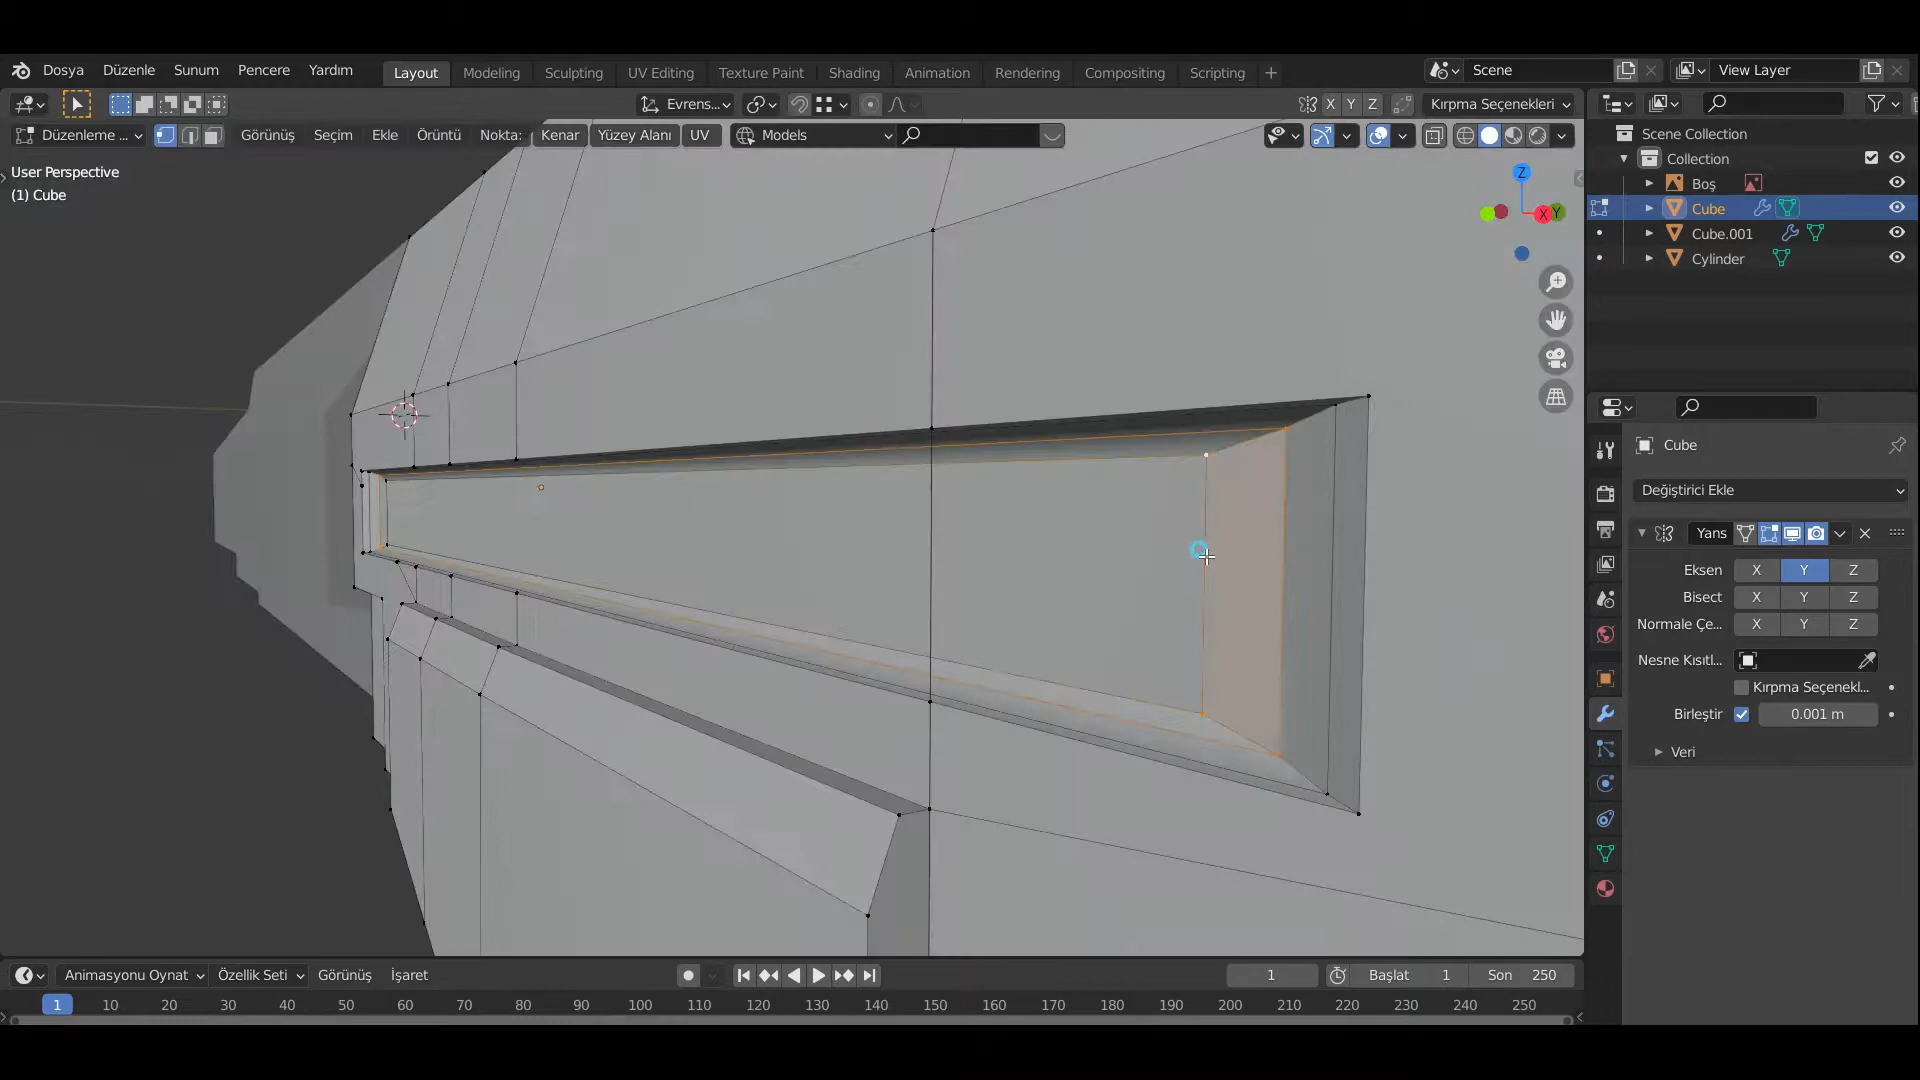 Dosya Düzenle Sunum Pencere Yardım Layout Modeling Sculpting UV Editing Texture Paint Shading Animation Rendering Compositing Scripting + Scene View Layer
Evrens... X Y Z Kırpma Seçenekleri
Düzenleme ... Görünüş Seçim Ekle Örüntü Nokta: Kenar Yüzey Alanı UV Models
User Perspective
(1) Cube
Z
X Y
Scene Collection
Collection
Boş
Cube
Cube.001
Cylinder
Cube
Değiştirici Ekle
Yans
Eksen X Y Z
Bisect X Y Z
Normale Çe... X Y Z
Nesne Kısıtl...
Kırpma Seçenekl...
Birleştir 0.001 m
Veri
Animasyonu Oynat Özellik Seti Görünüş İşaret 1 Başlat 1 Son 250
1 10 20 30 40 50 60 70 80 90 100 110 120 130 140 150 160 170 180 190 200 210 220 230 240 250